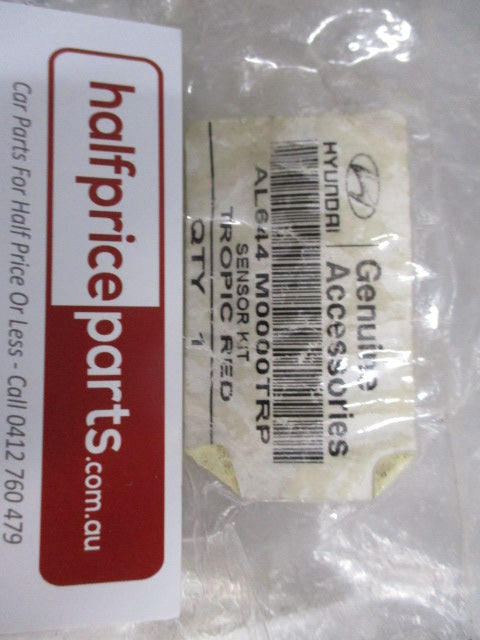 halfpriceparts.com.au
Car Parts For Half Price Or Less - Call 0412 760 479
HYUNDAI
Genuine
Accessories
AL644 M0000TRP
SENSOR KIT
TROPIC RED
QTY 1